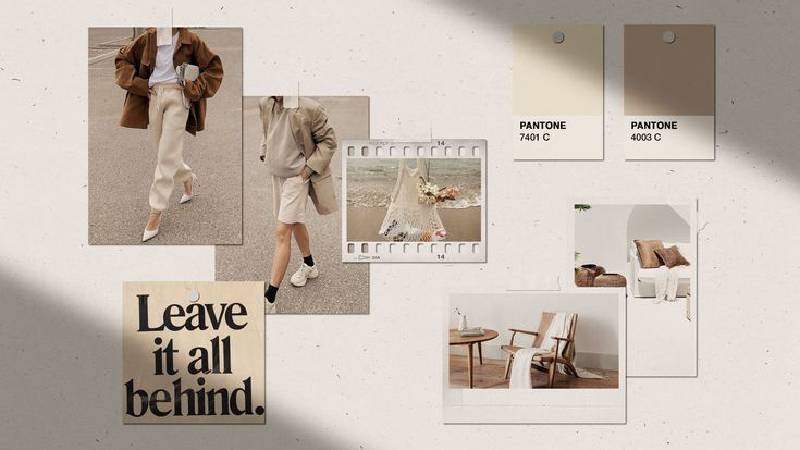 PANTONE
7401 C
PANTONE
4003 C
14
14
Leave
it all
behind.